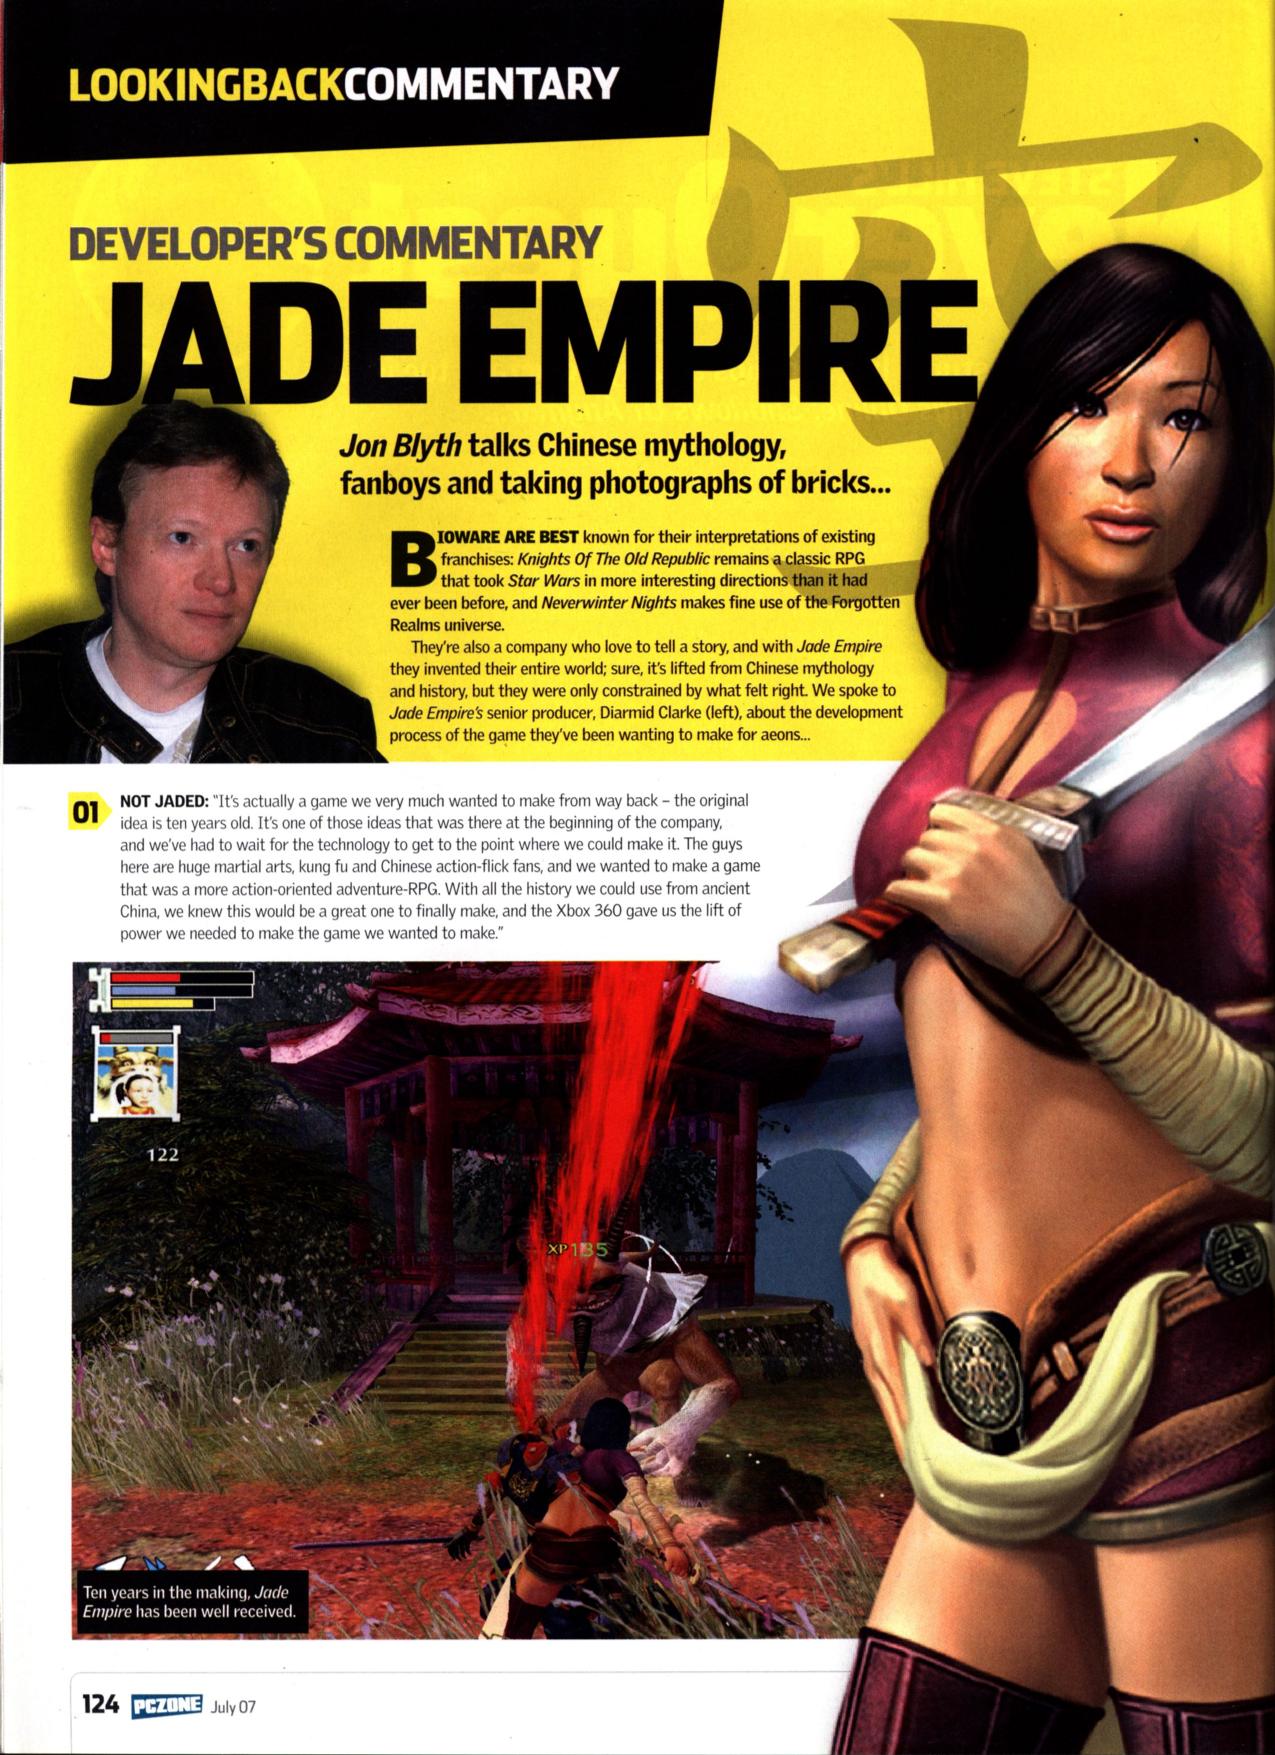 LOOKINGBACKCOMMENTARY
DEVELOPER'S COMMENTARY
JADE EMPIRE
Jon Blyth talks Chinese mythology,
fanboys and taking photographs of bricks...
BIOWARE ARE BEST known for their interpretations of existing
franchises: Knights Of The Old Republic remains a classic RPG
that took Star Wars in more interesting directions than it had
ever been before, and Neverwinter Nights makes fine use of the Forgotten
Realms universe.
They're also a company who love to tell a story, and with Jade Empire
they invented their entire world; sure, it's lifted from Chinese mythology
and history, but they were only constrained by what felt right. We spoke to
Jade Empire's senior producer, Diarmid Clarke (left), about the development
process of the game they've been wanting to make for aeons...
01
NOT JADED: "It's actually a game we very much wanted to make from way back – the original
idea is ten years old. It's one of those ideas that was there at the beginning of the company,
and we've had to wait for the technology to get to the point where we could make it. The guys
here are huge martial arts, kung fu and Chinese action-flick fans, and we wanted to make a game
that was a more action-oriented adventure-RPG. With all the history we could use from ancient
China, we knew this would be a great one to finally make, and the Xbox 360 gave us the lift of
power we needed to make the game we wanted to make."
122
XP 135
Ten years in the making, Jade
Empire has been well received.
124 PCZONE July 07